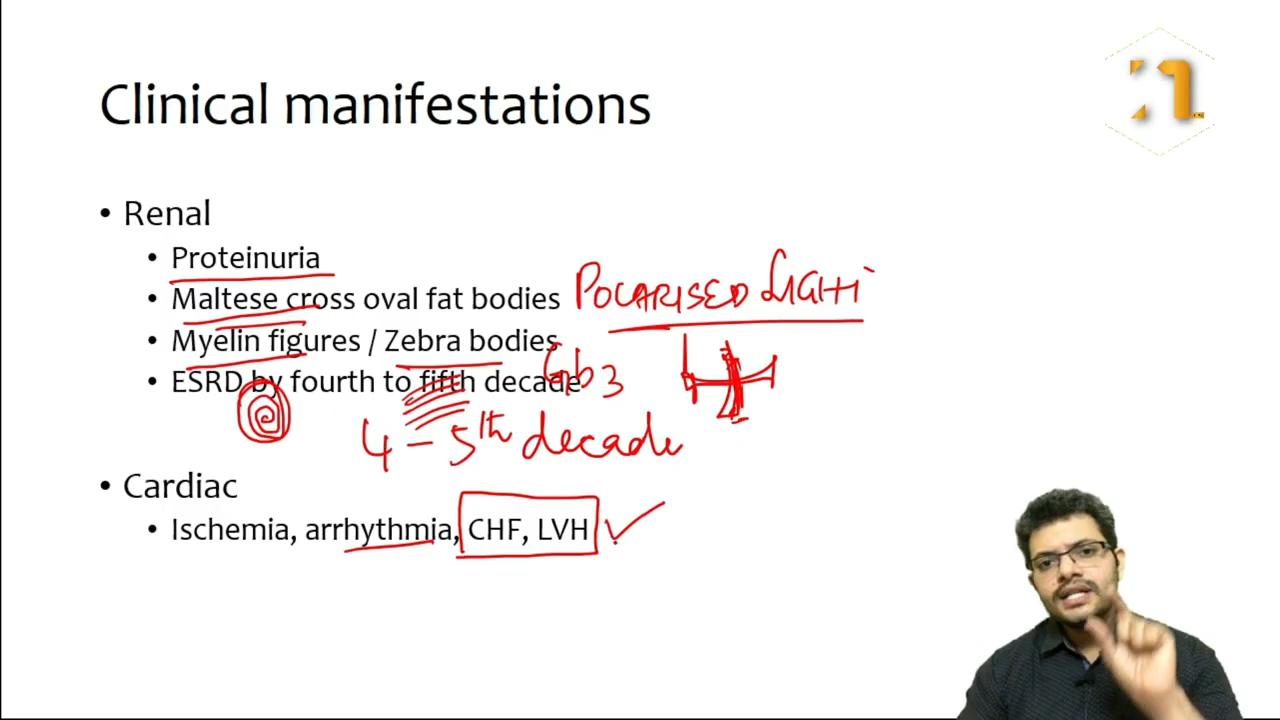 Clinical manifestations
• Renal
• Proteinuria
• Maltese cross oval fat bodies POLARISED LIGHT
• Myelin figures / Zebra bodies
Gb3
• ESRD by fourth to fifth decade
4 – 5th decade
• Cardiac
• Ischemia, arrhythmia, CHF, LVH